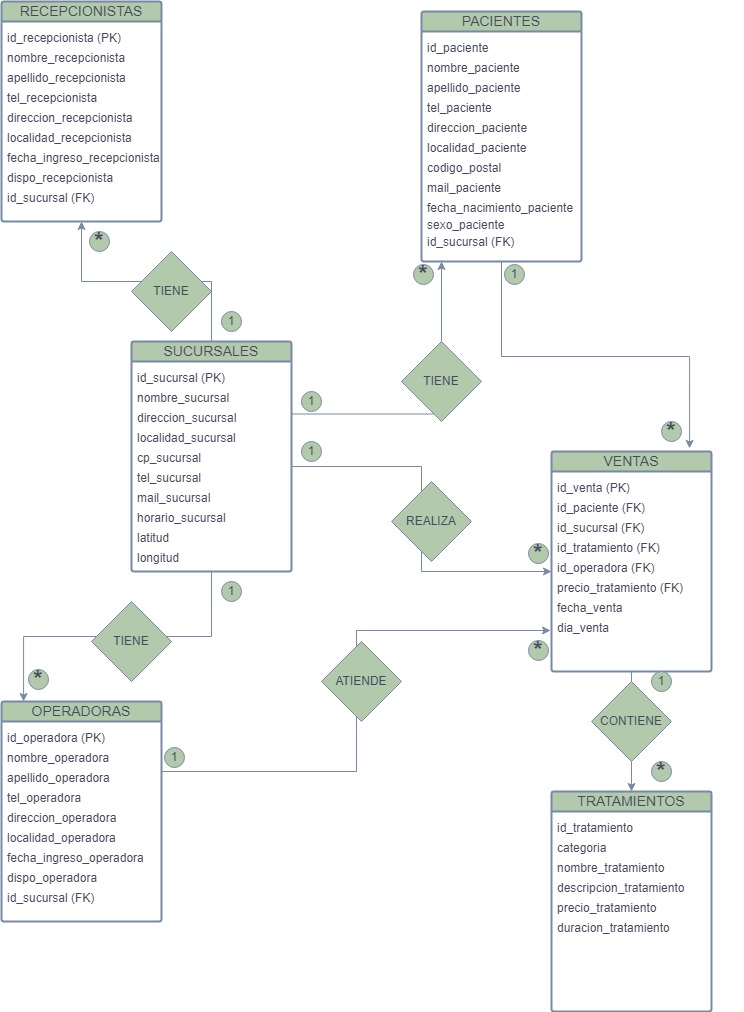 RECEPCIONISTAS
id_recepcionista (PK)
nombre_recepcionista
apellido_recepcionista
tel_recepcionista
direccion_recepcionista
localidad_recepcionista
fecha_ingreso_recepcionista
dispo_recepcionista
id_sucursal (FK)
PACIENTES
id_paciente
nombre_paciente
apellido_paciente
tel_paciente
direccion_paciente
localidad_paciente
codigo_postal
mail_paciente
fecha_nacimiento_paciente
sexo_paciente
id_sucursal (FK)
*
TIENE
1
*
1
TIENE
1
SUCURSALES
id_sucursal (PK)
nombre_sucursal
direccion_sucursal
localidad_sucursal
cp_sucursal
tel_sucursal
mail_sucursal
horario_sucursal
latitud
longitud
1
REALIZA
*
*
VENTAS
id_venta (PK)
id_paciente (FK)
id_sucursal (FK)
id_tratamiento (FK)
id_operadora (FK)
precio_tratamiento (FK)
fecha_venta
dia_venta
1
TIENE
*
*
ATIENDE
1
OPERADORAS
id_operadora (PK)
nombre_operadora
apellido_operadora
tel_operadora
direccion_operadora
localidad_operadora
fecha_ingreso_operadora
dispo_operadora
id_sucursal (FK)
1
CONTIENE
*
TRATAMIENTOS
id_tratamiento
categoria
nombre_tratamiento
descripcion_tratamiento
precio_tratamiento
duracion_tratamiento